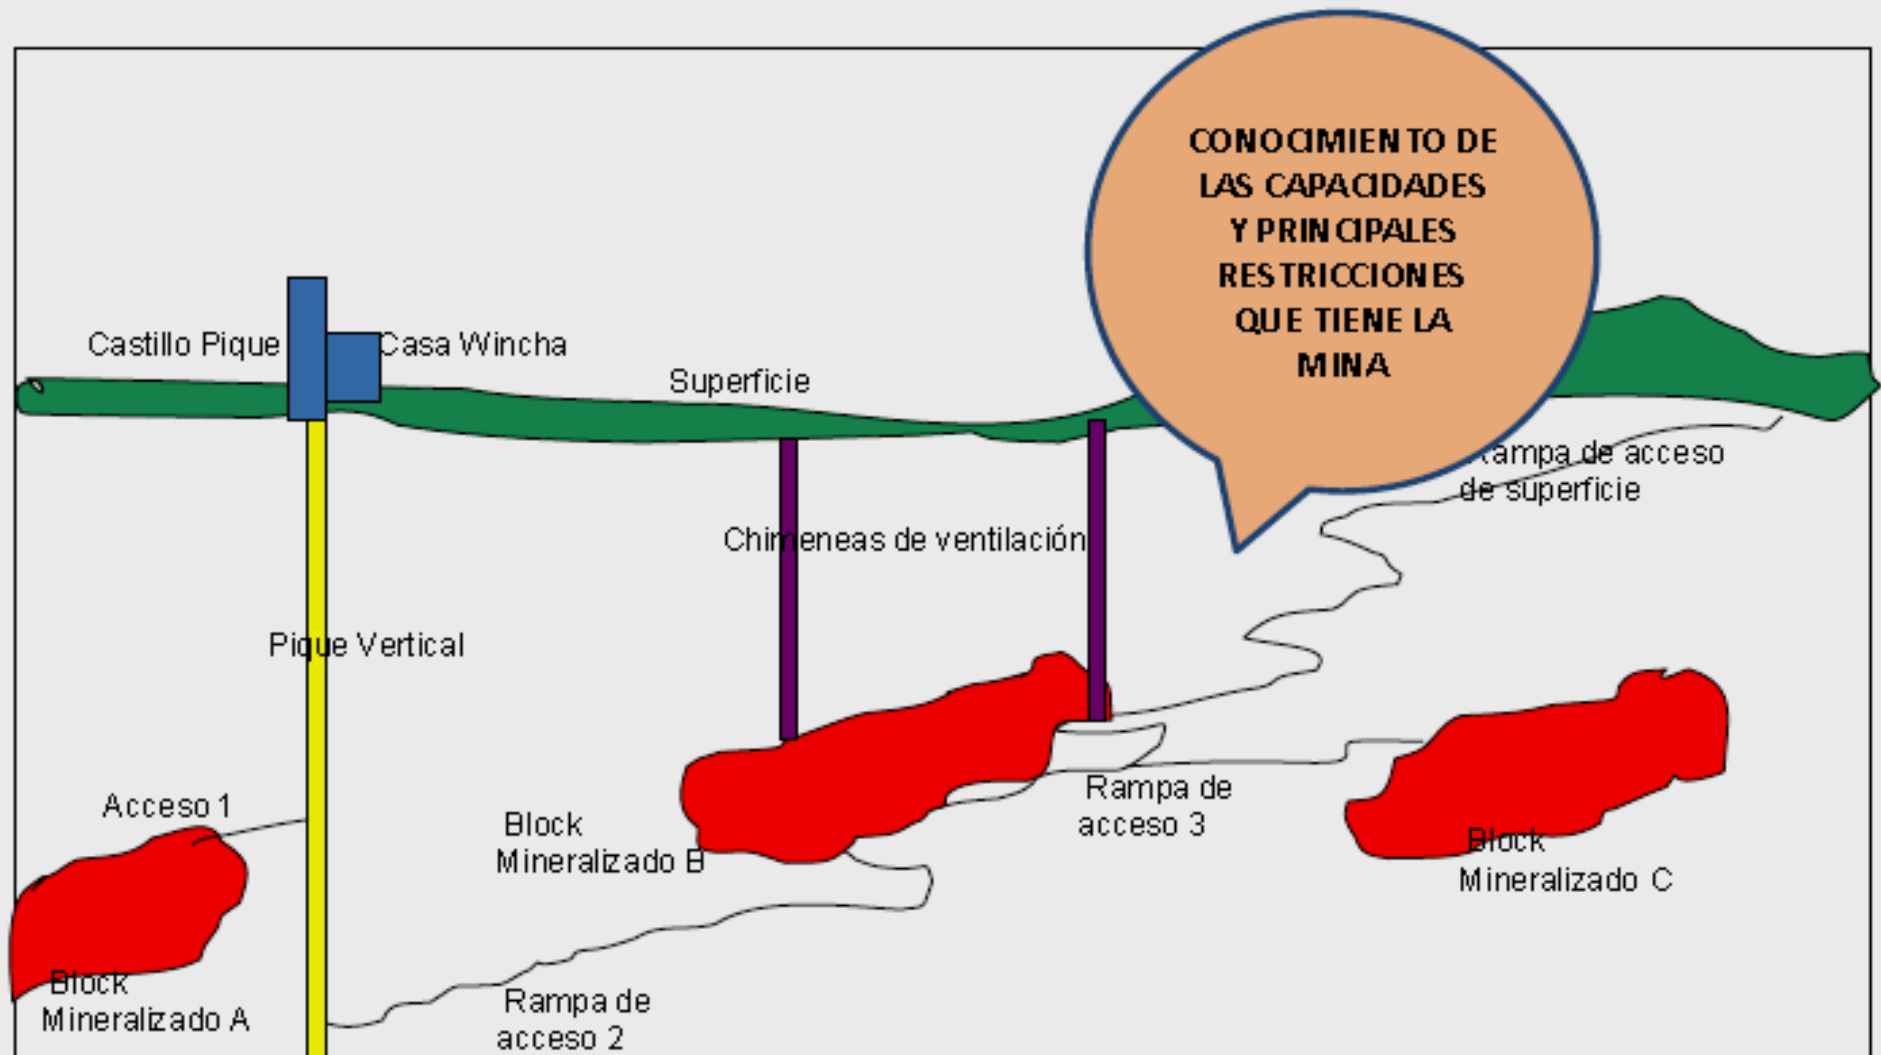 CONOCIMIENTO DE
LAS CAPACIDADES
Y PRINCIPALES
RESTRICCIONES
QUE TIENE LA
MINA
Castillo Pique
Casa Wincha
Superficie
Rampa de acceso
de superficie
Chimeneas de ventilación
Pique Vertical
Acceso 1
Rampa de
acceso 3
Block
Mineralizado B
Block
Mineralizado C
Block
Mineralizado A
Rampa de
acceso 2